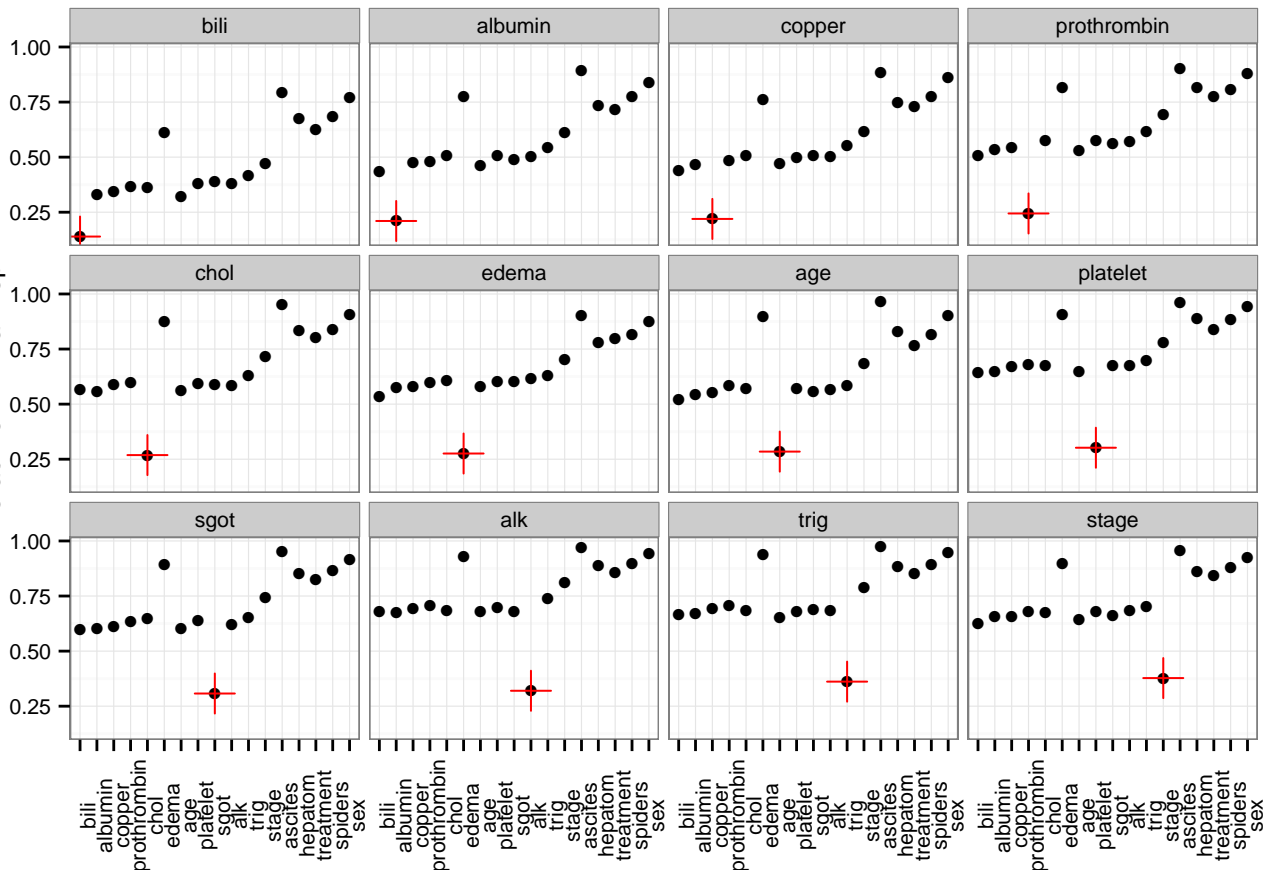 bili albumin copper prothrombin
1.00
0.75
0.50
0.25
chol edema age platelet
1.00
0.75
0.50
0.25
sgot alk trig stage
1.00
0.75
0.50
0.25
bili albumin copper prothrombin chol edema age platelet sgot alk trig stage ascites hepatom treatment spiders sex
bili albumin copper prothrombin chol edema age platelet sgot alk trig stage ascites hepatom treatment spiders sex
bili albumin copper prothrombin chol edema age platelet sgot alk trig stage ascites hepatom treatment spiders sex
bili albumin copper prothrombin chol edema age platelet sgot alk trig stage ascites hepatom treatment spiders sex